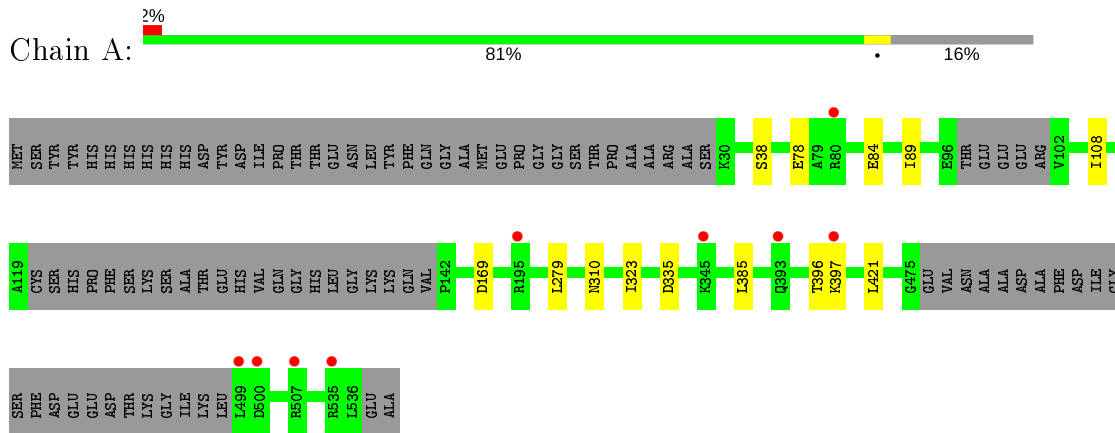 2%
Chain A:
81%
•
16%
MET SER TYR TYR HIS HIS HIS HIS HIS HIS ASP TYR ASP ILE PRO THR THR GLU ASN LEU TYR PHE GLN GLY ALA MET GLU PRO GLY GLY SER THR PRO ALA ALA ARG ALA SER K30 S38 E78 A79 R80 E84 I89 E96 THR GLU GLU GLU ARG V102 I108
A119 CYS SER HIS PRO PHE SER LYS SER ALA THR GLU HIS VAL GLN GLY HIS LEU GLY LYS LYS GLN VAL P142 D169 R195 L279 N310 I323 D335 K345 L385 Q393 T396 K397 L421 G475 GLU VAL ASN ALA ALA ASP ALA PHE ASP ILE GLY
SER PHE ASP GLU GLU ASP THR LYS GLY ILE LYS LEU L499 D500 R507 R535 L536 GLU ALA